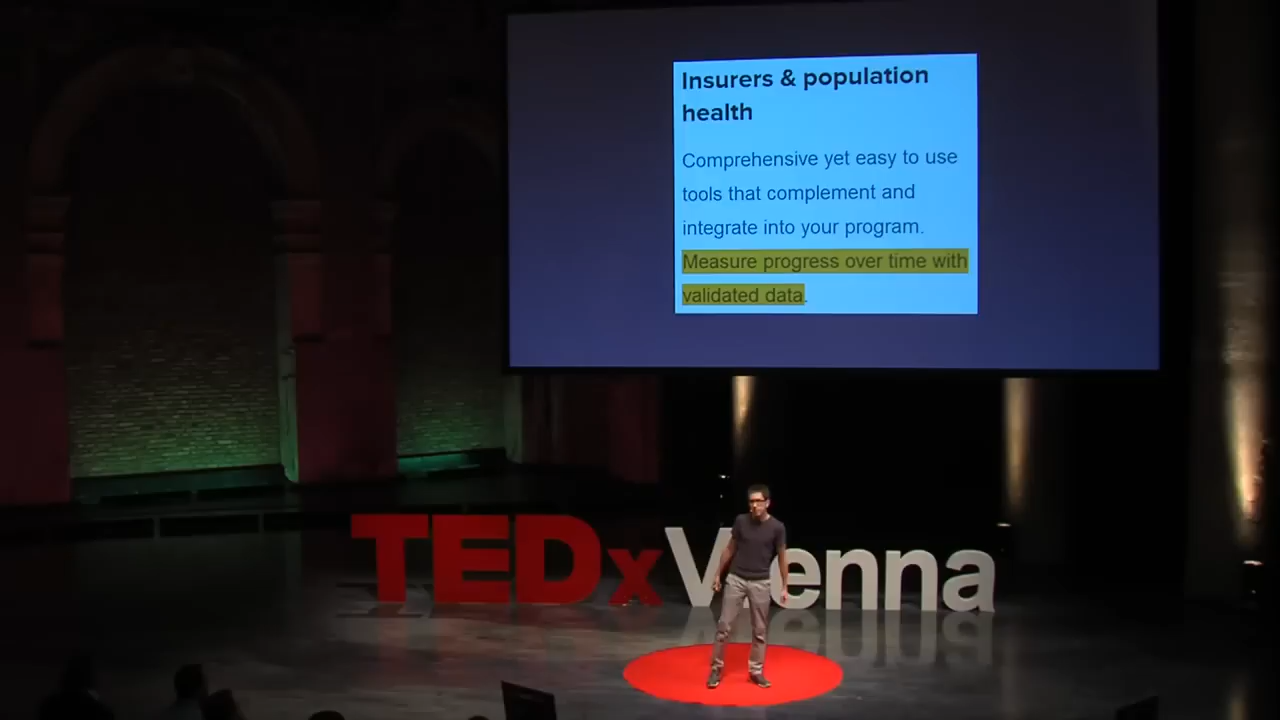 Insurers & population
health
Comprehensive yet easy to use
tools that complement and
integrate into your program.
Measure progress over time with
validated data.
TEDxVienna